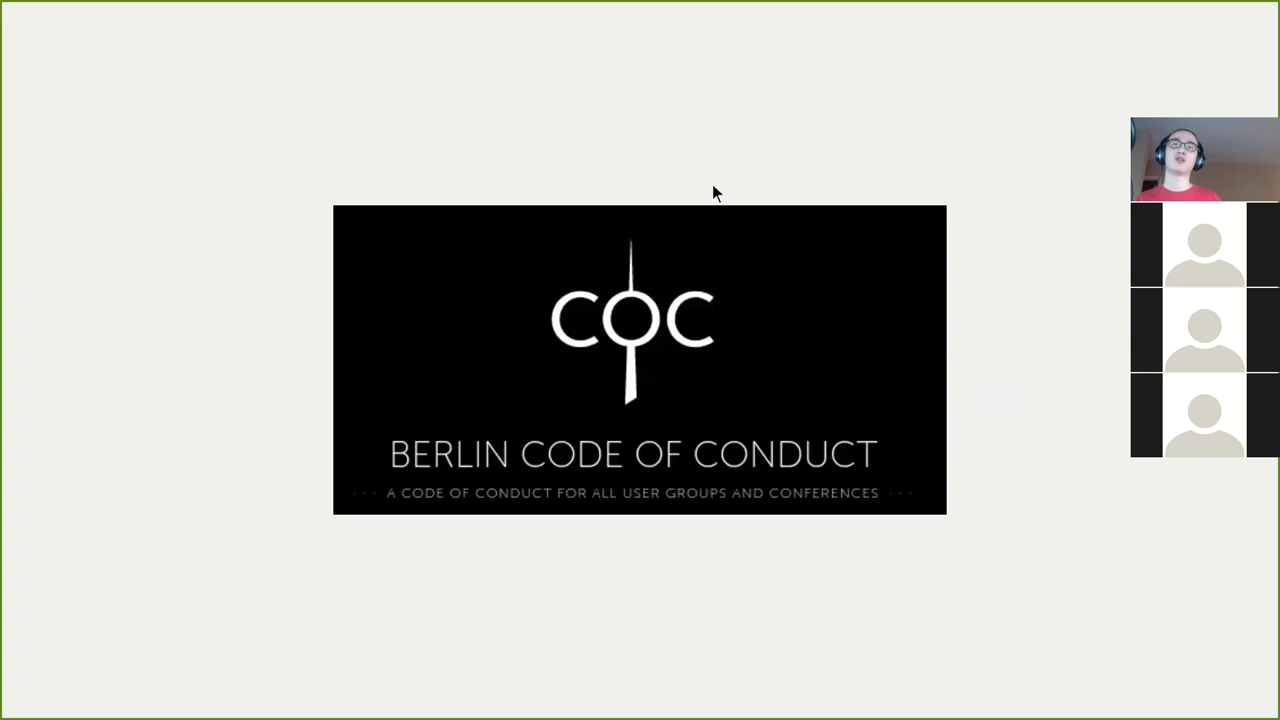 COC
BERLIN CODE OF CONDUCT
· · · A CODE OF CONDUCT FOR ALL USER GROUPS AND CONFERENCES · · ·